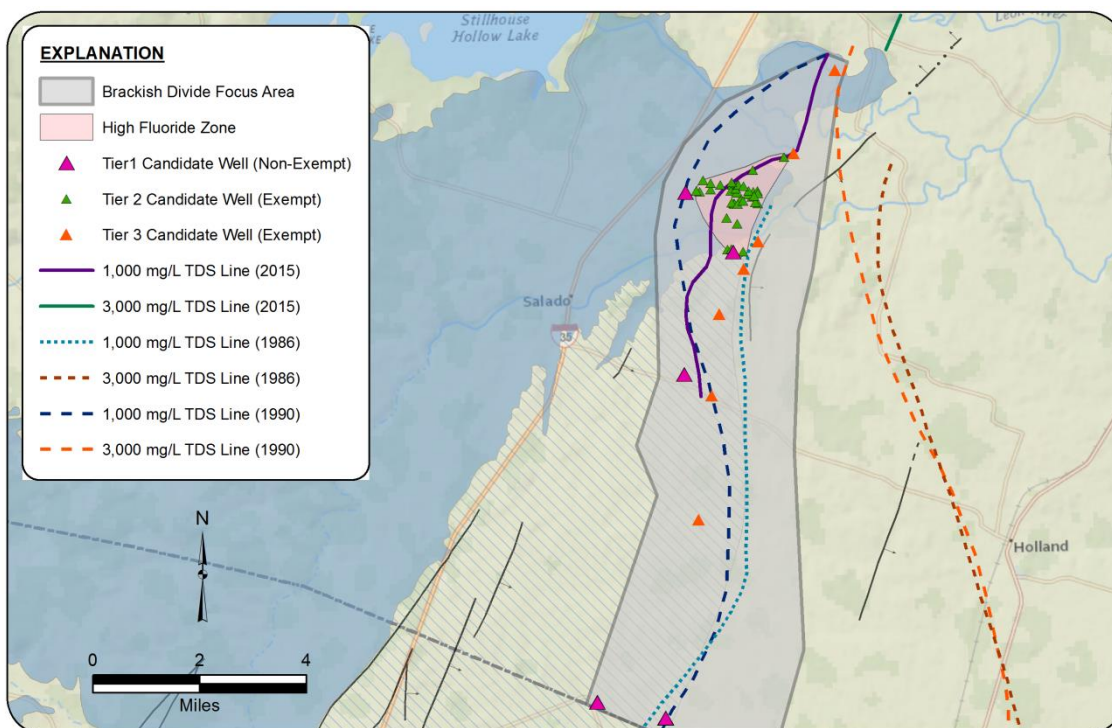 Stillhouse
Hollow Lake
EXPLANATION
Brackish Divide Focus Area
High Fluoride Zone
Tier1 Candidate Well (Non-Exempt)
Tier 2 Candidate Well (Exempt)
Tier 3 Candidate Well (Exempt)
1,000 mg/L TDS Line (2015)
3,000 mg/L TDS Line (2015)
1,000 mg/L TDS Line (1986)
3,000 mg/L TDS Line (1986)
1,000 mg/L TDS Line (1990)
3,000 mg/L TDS Line (1990)
Leon River
Salado
35
Holland
N
0 2 4
Miles